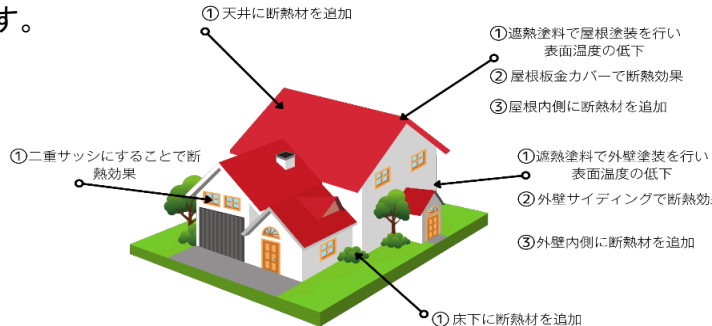 す。
①天井に断熱材を追加
①遮熱塗料で屋根塗装を行い
表面温度の低下
②屋根板金カバーで断熱効果
③屋根内側に断熱材を追加
①二重サッシにすることで断
熱効果
①遮熱塗料で外壁塗装を行い
表面温度の低下
②外壁サイディングで断熱効
③外壁内側に断熱材を追加
①床下に断熱材を追加